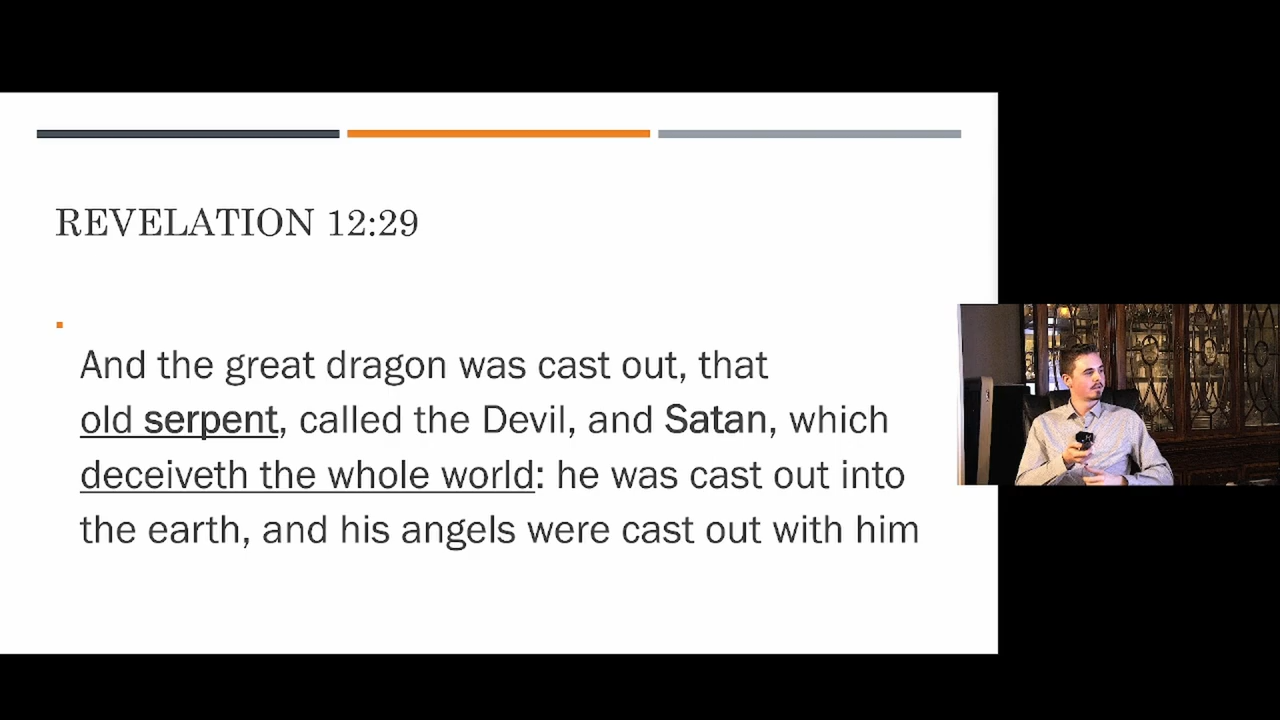 REVELATION 12:29
And the great dragon was cast out, that
old serpent, called the Devil, and Satan, which
deceiveth the whole world: he was cast out into
the earth, and his angels were cast out with him